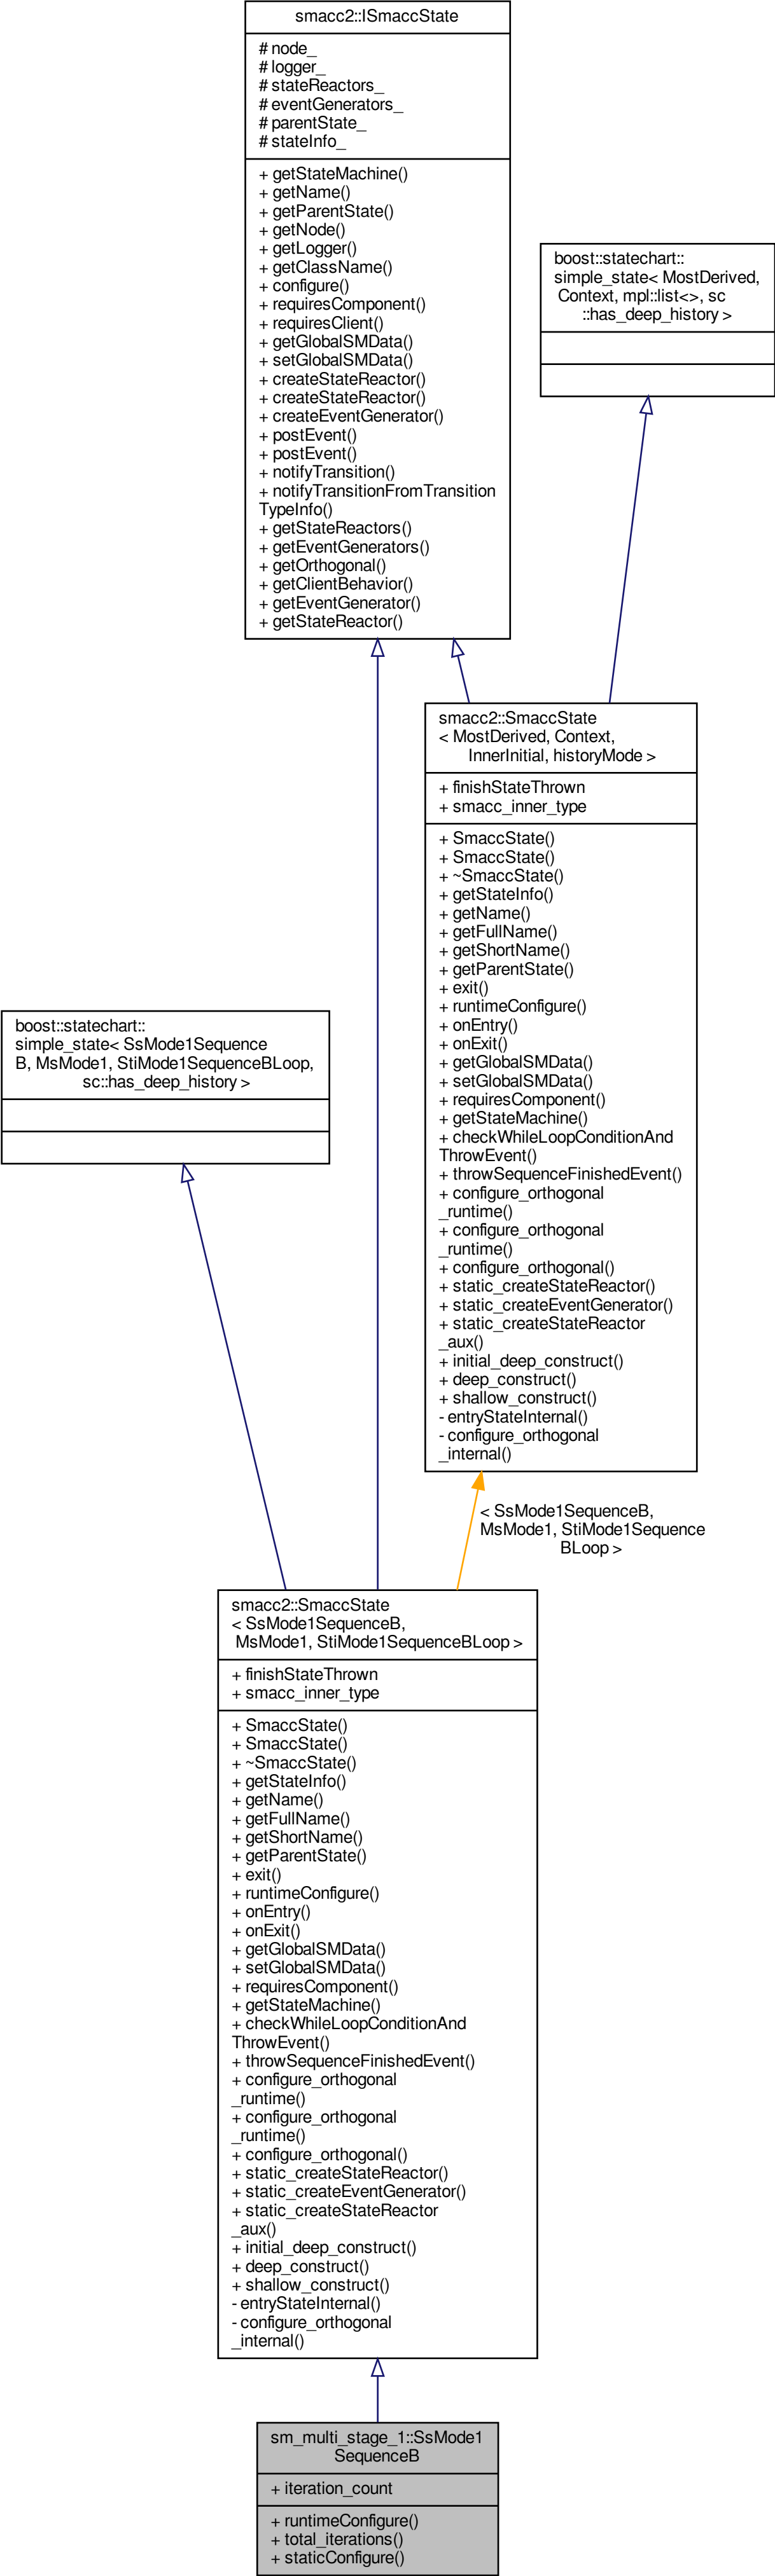 smacc2::ISmaccState
# node_
# logger_
# stateReactors_
# eventGenerators_
# parentState_
# stateInfo_
+ getStateMachine()
+ getName()
+ getParentState()
+ getNode()
+ getLogger()
+ getClassName()
+ configure()
+ requiresComponent()
+ requiresClient()
+ getGlobalSMData()
+ setGlobalSMData()
+ createStateReactor()
+ createStateReactor()
+ createEventGenerator()
+ postEvent()
+ postEvent()
+ notifyTransition()
+ notifyTransitionFromTransition
TypeInfo()
+ getStateReactors()
+ getEventGenerators()
+ getOrthogonal()
+ getClientBehavior()
+ getEventGenerator()
+ getStateReactor()
boost::statechart::
simple_state< MostDerived,
Context, mpl::list<>, sc
::has_deep_history >
smacc2::SmaccState
< MostDerived, Context,
InnerInitial, historyMode >
+ finishStateThrown
+ smacc_inner_type
+ SmaccState()
+ SmaccState()
+ ~SmaccState()
+ getStateInfo()
+ getName()
+ getFullName()
+ getShortName()
+ getParentState()
+ exit()
+ runtimeConfigure()
+ onEntry()
+ onExit()
+ getGlobalSMData()
+ setGlobalSMData()
+ requiresComponent()
+ getStateMachine()
+ checkWhileLoopConditionAnd
ThrowEvent()
+ throwSequenceFinishedEvent()
+ configure_orthogonal
_runtime()
+ configure_orthogonal
_runtime()
+ configure_orthogonal()
+ static_createStateReactor()
+ static_createEventGenerator()
+ static_createStateReactor
_aux()
+ initial_deep_construct()
+ deep_construct()
+ shallow_construct()
- entryStateInternal()
- configure_orthogonal
_internal()
boost::statechart::
simple_state< SsMode1Sequence
B, MsMode1, StiMode1SequenceBLoop,
sc::has_deep_history >
< SsMode1SequenceB,
MsMode1, StiMode1Sequence
BLoop >
smacc2::SmaccState
< SsMode1SequenceB,
MsMode1, StiMode1SequenceBLoop >
+ finishStateThrown
+ smacc_inner_type
+ SmaccState()
+ SmaccState()
+ ~SmaccState()
+ getStateInfo()
+ getName()
+ getFullName()
+ getShortName()
+ getParentState()
+ exit()
+ runtimeConfigure()
+ onEntry()
+ onExit()
+ getGlobalSMData()
+ setGlobalSMData()
+ requiresComponent()
+ getStateMachine()
+ checkWhileLoopConditionAnd
ThrowEvent()
+ throwSequenceFinishedEvent()
+ configure_orthogonal
_runtime()
+ configure_orthogonal
_runtime()
+ configure_orthogonal()
+ static_createStateReactor()
+ static_createEventGenerator()
+ static_createStateReactor
_aux()
+ initial_deep_construct()
+ deep_construct()
+ shallow_construct()
- entryStateInternal()
- configure_orthogonal
_internal()
sm_multi_stage_1::SsMode1
SequenceB
+ iteration_count
+ runtimeConfigure()
+ total_iterations()
+ staticConfigure()